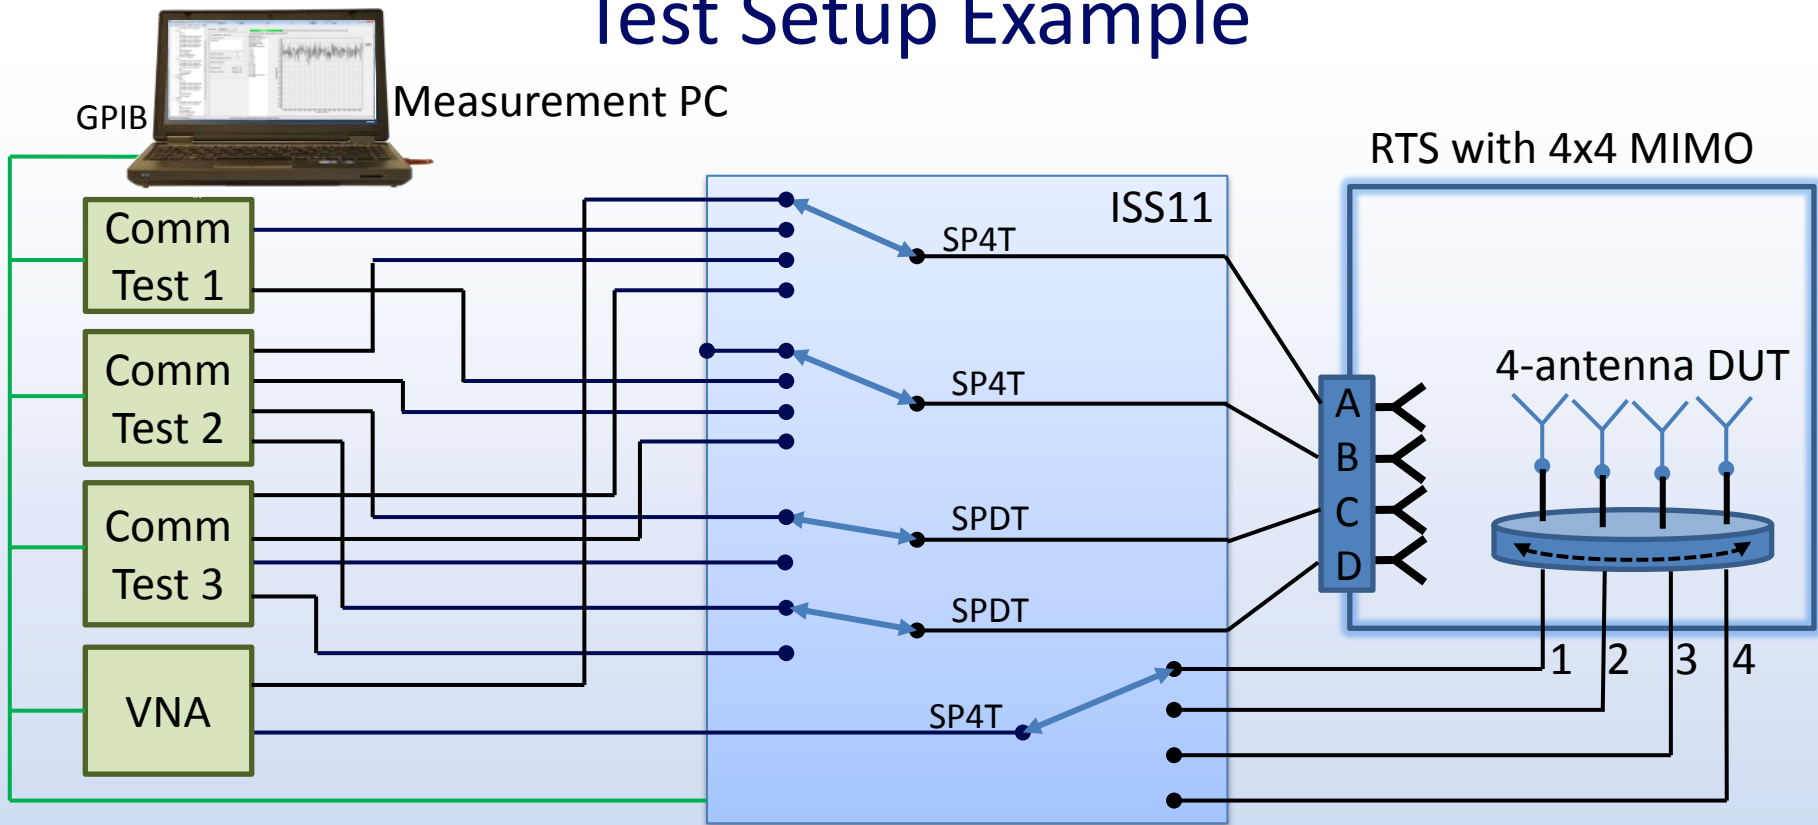 Test Setup Example
GPIB
Measurement PC
RTS with 4x4 MIMO
Comm
Test 1
ISS11
SP4T
Comm
Test 2
SP4T
4-antenna DUT
A
B
C
D
Comm
Test 3
SPDT
SPDT
VNA
SP4T
1
2
3
4